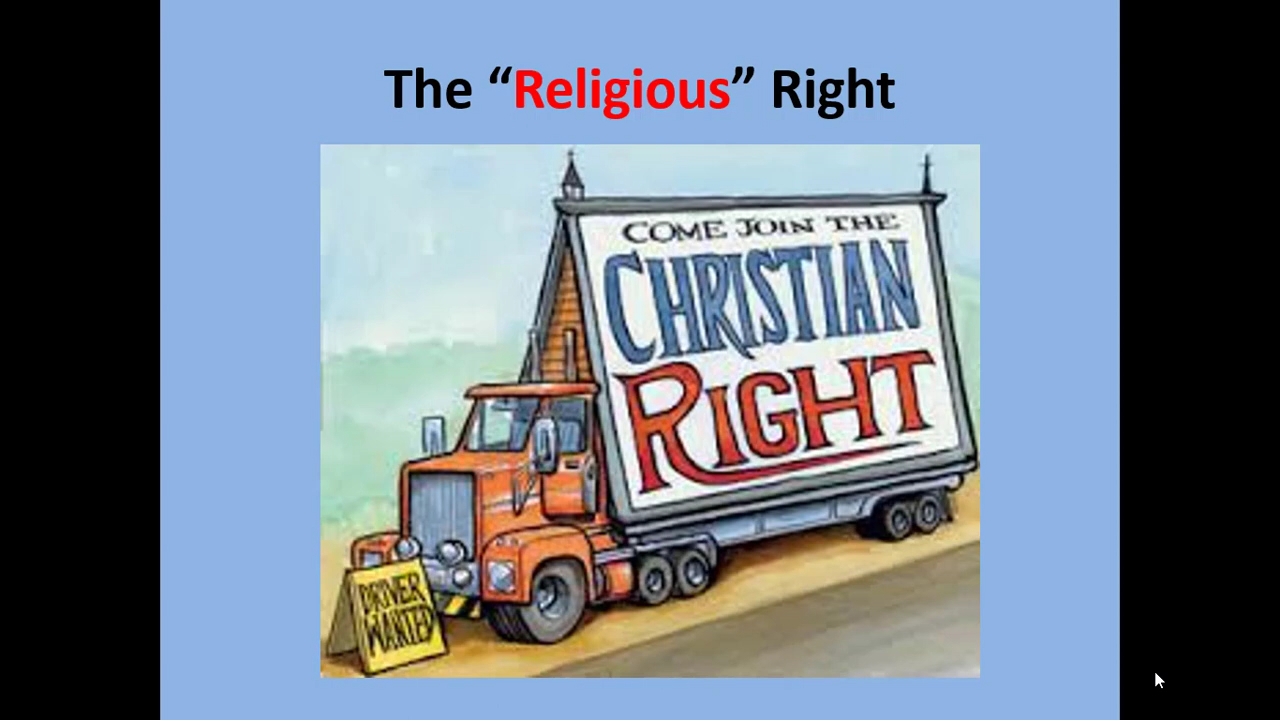 The “Religious” Right
COME JOIN THE
CHRISTIAN
RIGHT
DRIVER
WANTED